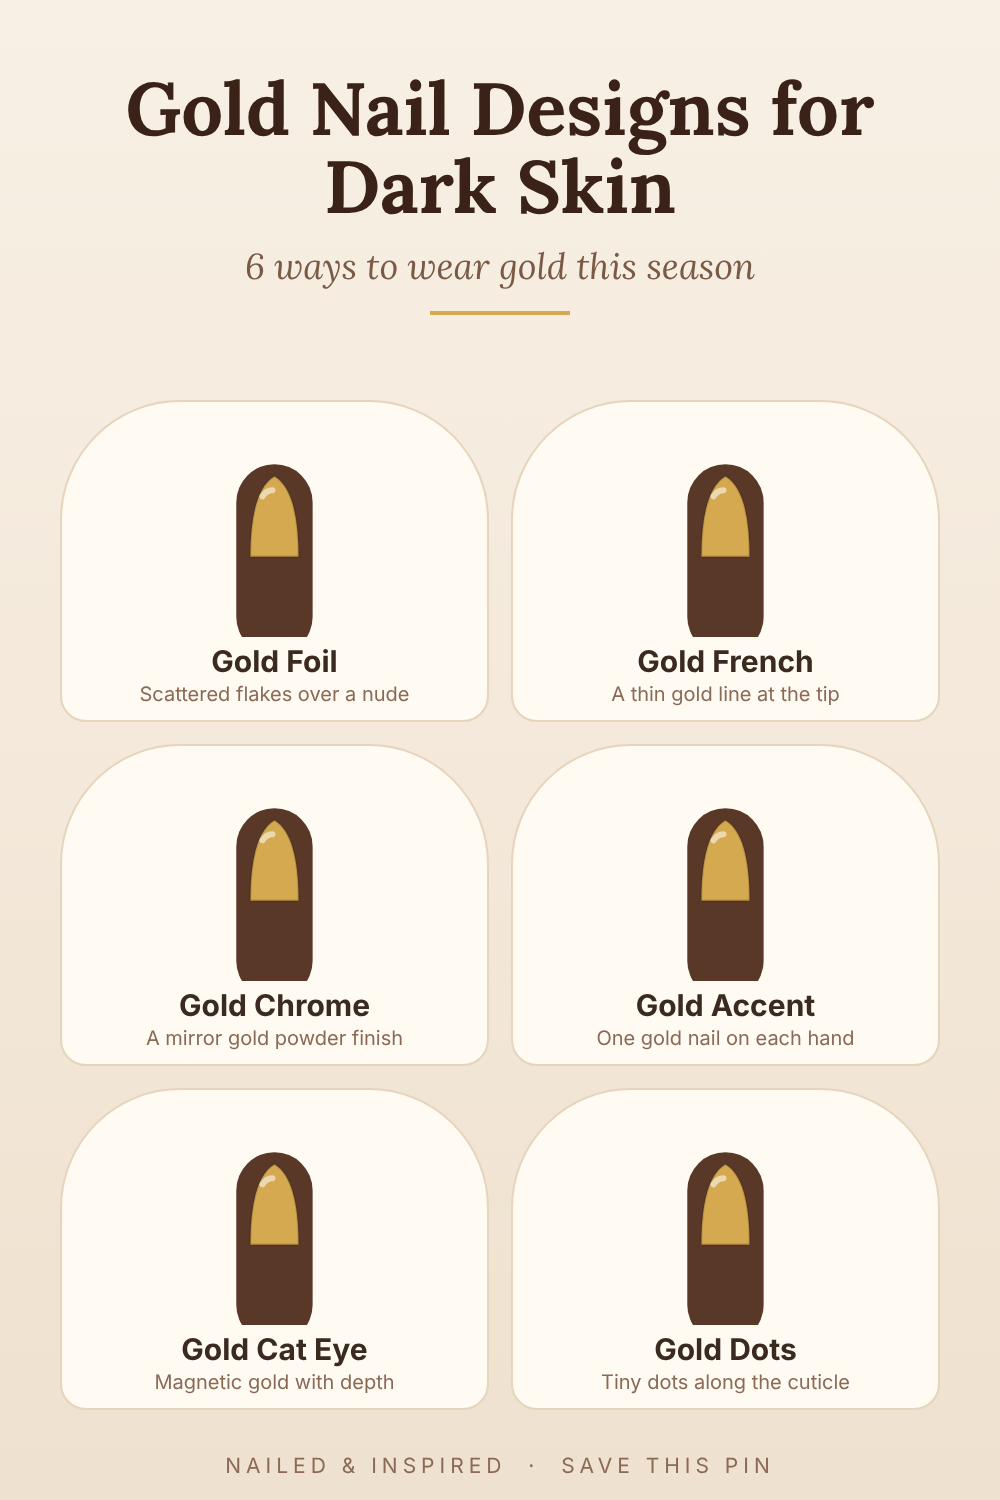 Gold Nail Designs for
Dark Skin
6 ways to wear gold this season
Gold Foil
Scattered flakes over a nude
Gold French
A thin gold line at the tip
Gold Chrome
A mirror gold powder finish
Gold Accent
One gold nail on each hand
Gold Cat Eye
Magnetic gold with depth
Gold Dots
Tiny dots along the cuticle
NAILED & INSPIRED · SAVE THIS PIN